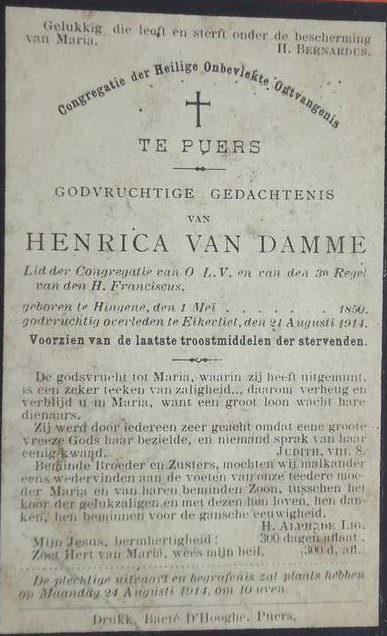 Gelukkig die leeft en sterft onder de bescherming
van Maria.
H. BERNARDUS.
Congregatie der Heilige Onbevlekte Ontvangenis
TE PUERS
GODVRUCHTIGE GEDACHTENIS
VAN
HENRICA VAN DAMME
Lid der Congregatie van O L.V. en van den 3n Regel
van den H. Franciscus,
geboren te Hingene, den 1 Mei . . . . . . 1850,
godvruchtig overleden te Eikevliet, den 21 Augusti 1914.
Voorzien van de laatste troostmiddelen der stervenden.
De godsvrucht tot Maria, waarin zij heeft uitgemunt,
is een zeker teeken van zaligheid... daarom verheug en
verblijd u in Maria, want een groot loon wacht hare
dienaars.
Zij werd door iedereen zeer geacht omdat eene groote
vreeze Gods haar bezielde, en niemand sprak van haar
eenig kwaad. JUDITH, VIII. 8.
Beminde Broeder en Zusters, mochten wij malkander
eens wedervinden aan de voeten van onze teedere moe-
der Maria en van haren beminden Zoon, tusschen het
koor der gelukzaligen en met dezen hun loven, hen dan-
ken, hen beminnen voor de gansche eeuwigheid.
H. ALPH. DE LIG.
Mijn Jesus, bermhertigheid! 300 dagen aflaat.
Zoet Hert van Maria, wees mijn heil. 300 d. afl.
De plechtige uitvaart en begrafenis zal plaats hebben
op Maandag 24 Augusti 1914, om 10 uren
Drukk. Baeté-D'Hooghe, Puers.